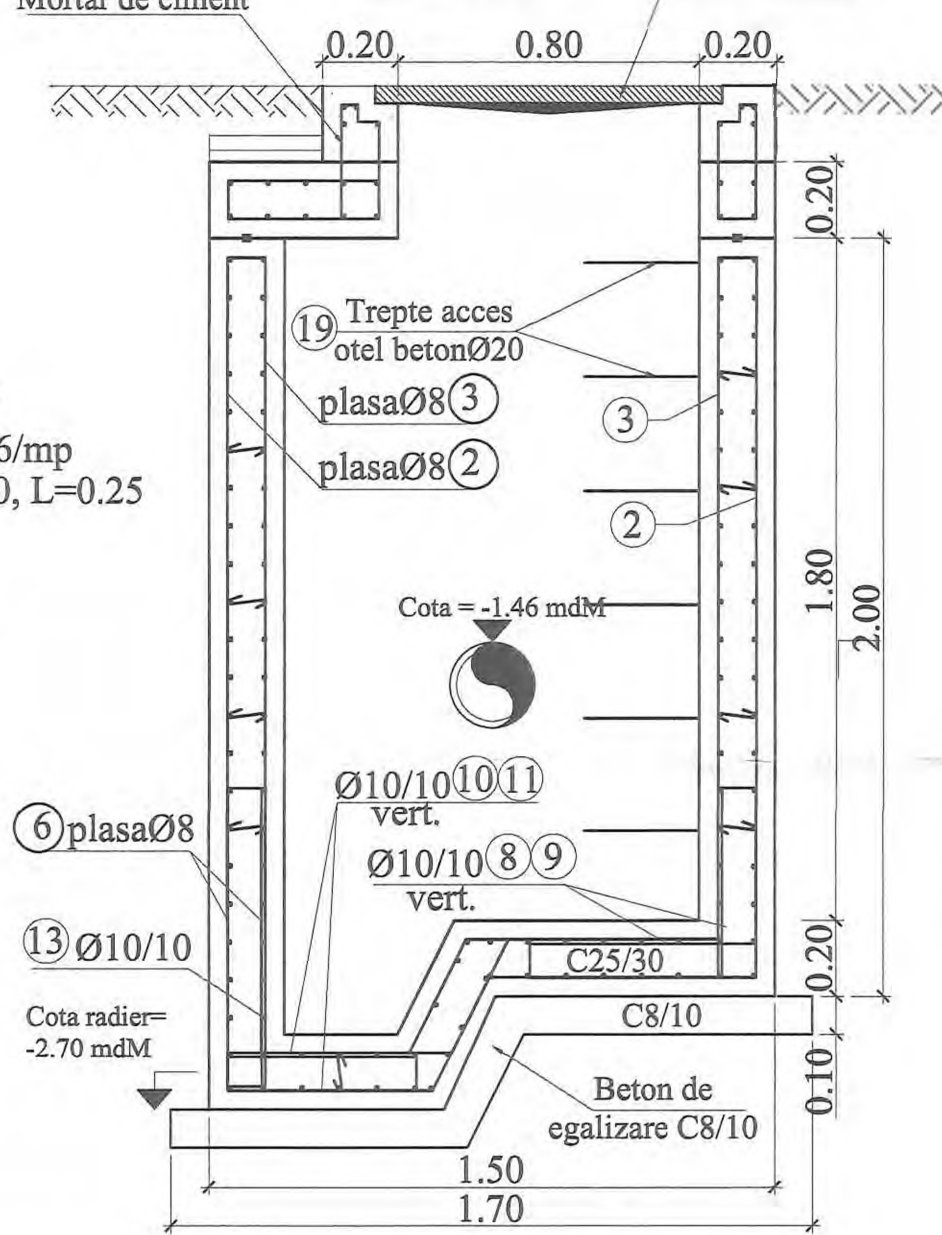 Mortar de ciment
0.20
0.80
0.20
0.20
19 Trepte acces
otel betonØ20
plasaØ8 3
plasaØ8 2
3
2
6/mp
0, L=0.25
1.80
2.00
Cota = -1.46 mdM
Ø10/10 10 11
vert.
6 plasaØ8
Ø10/10 8 9
vert.
13 Ø10/10
C25/30
0.20
Cota radier=
-2.70 mdM
C8/10
0.10
Beton de
egalizare C8/10
1.50
1.70